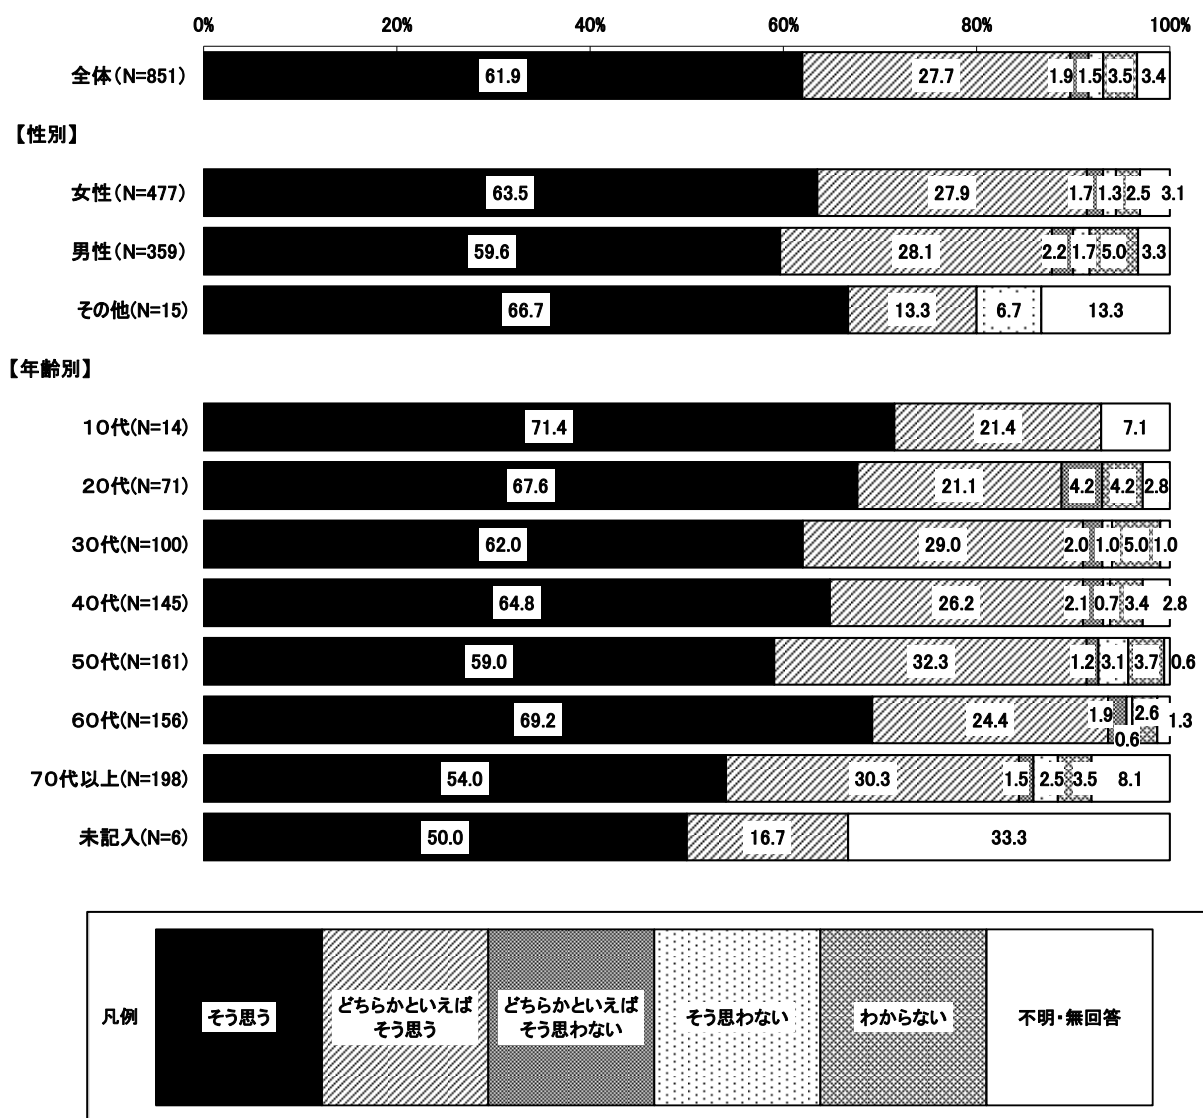 0% 20% 40% 60% 80% 100%
全体(N=851) 61.9 27.7 1.9 1.5 3.5 3.4
【性別】
女性(N=477) 63.5 27.9 1.7 1.3 2.5 3.1
男性(N=359) 59.6 28.1 2.2 1.7 5.0 3.3
その他(N=15) 66.7 13.3 6.7 13.3
【年齢別】
10代(N=14) 71.4 21.4 7.1
20代(N=71) 67.6 21.1 4.2 4.2 2.8
30代(N=100) 62.0 29.0 2.0 1.0 5.0 1.0
40代(N=145) 64.8 26.2 2.1 0.7 3.4 2.8
50代(N=161) 59.0 32.3 1.2 3.1 3.7 0.6
60代(N=156) 69.2 24.4 1.9 0.6 2.6 1.3
70代以上(N=198) 54.0 30.3 1.5 2.5 3.5 8.1
未記入(N=6) 50.0 16.7 33.3
凡例
そう思う
どちらかといえば
そう思う
どちらかといえば
そう思わない
そう思わない
わからない
不明・無回答